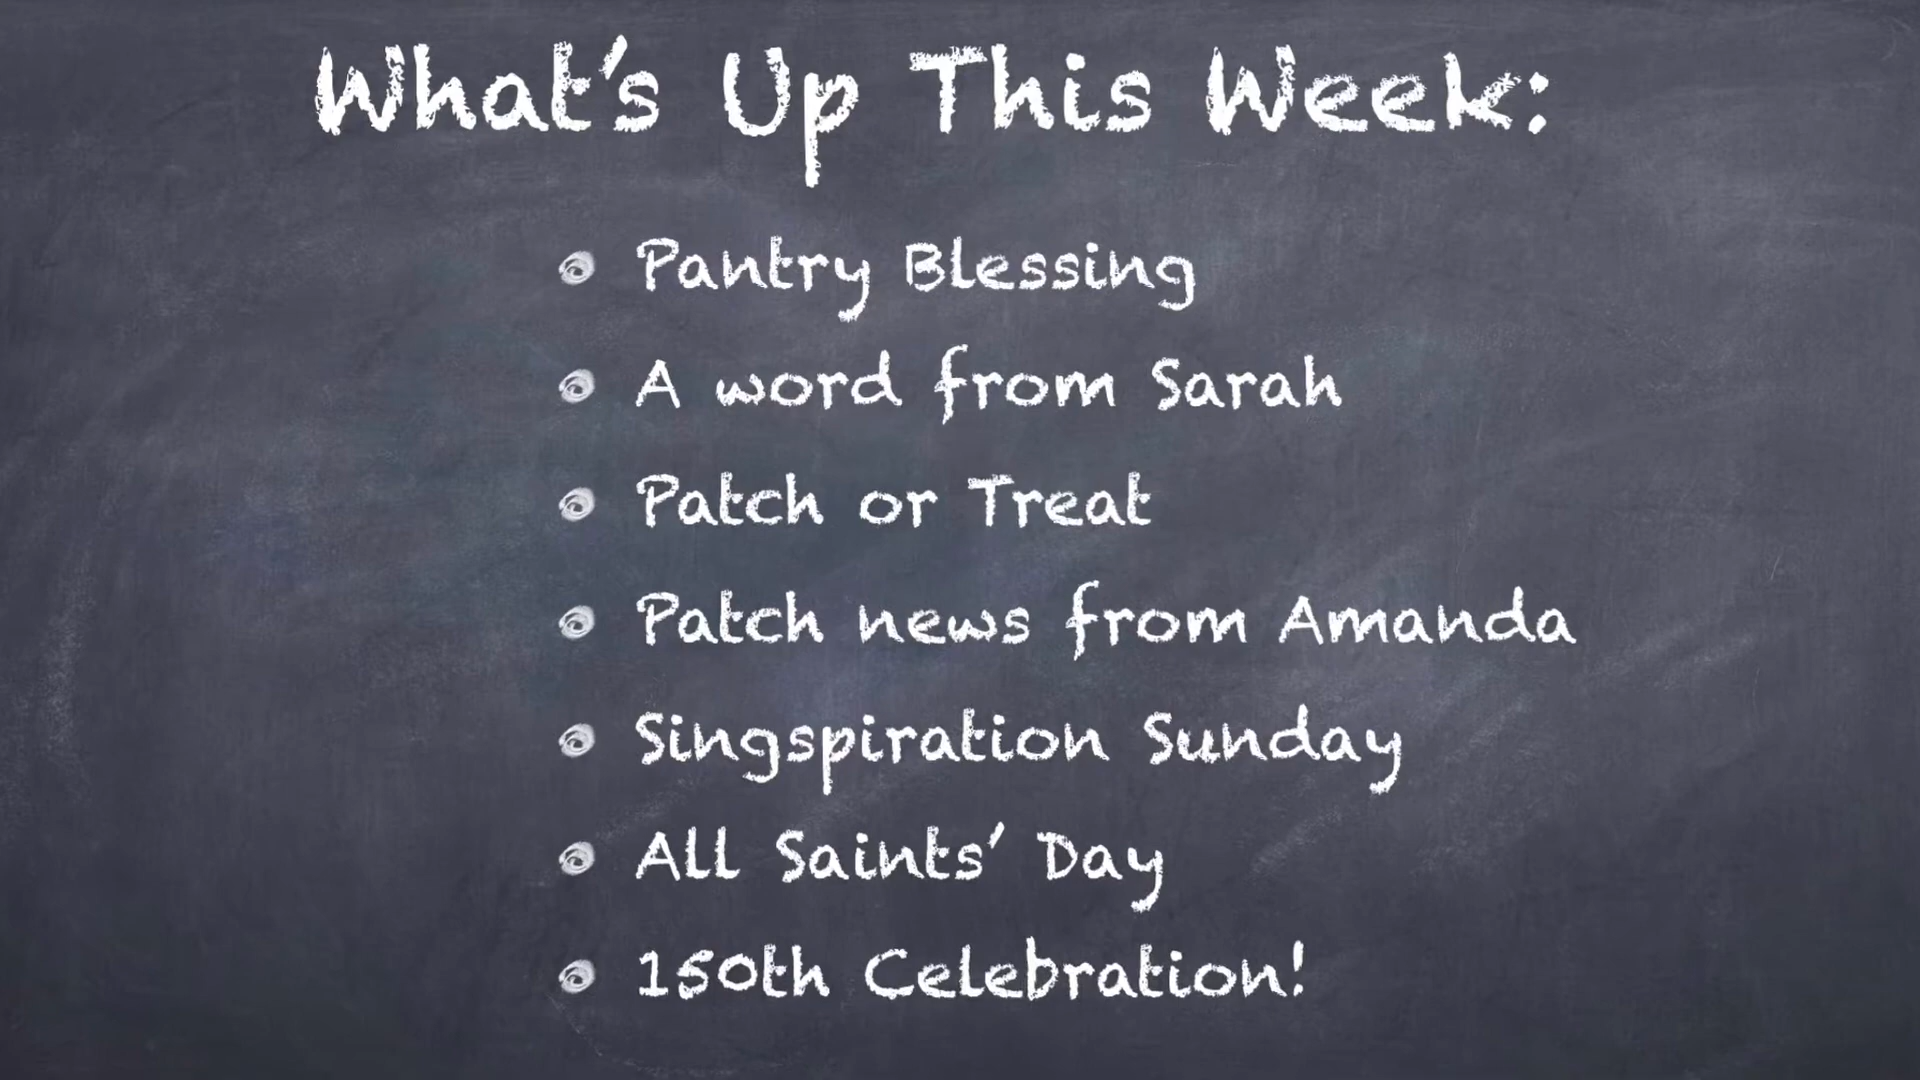 What's Up This Week:
Pantry Blessing
A word from Sarah
Patch or Treat
Patch news from Amanda
Singspiration Sunday
All Saints' Day
150th Celebration!